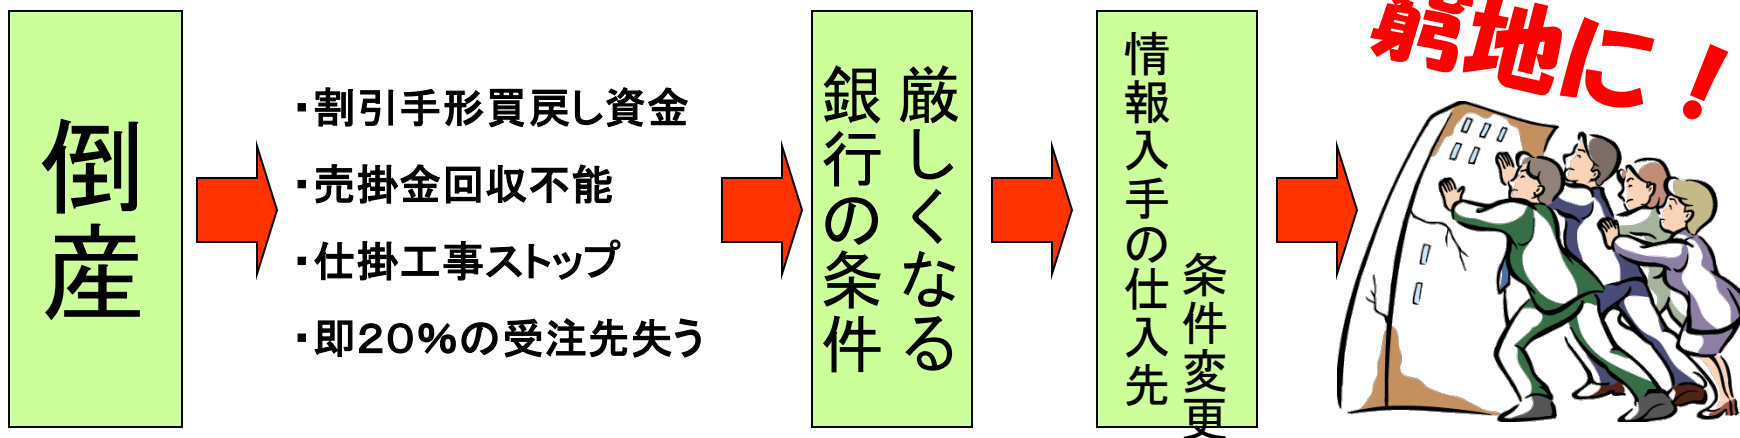 倒産
・割引手形買戻し資金
・売掛金回収不能
・仕掛工事ストップ
・即20%の受注先失う
厳しくなる
銀行の条件
情報入手の仕入先
条件変更
窮地に!